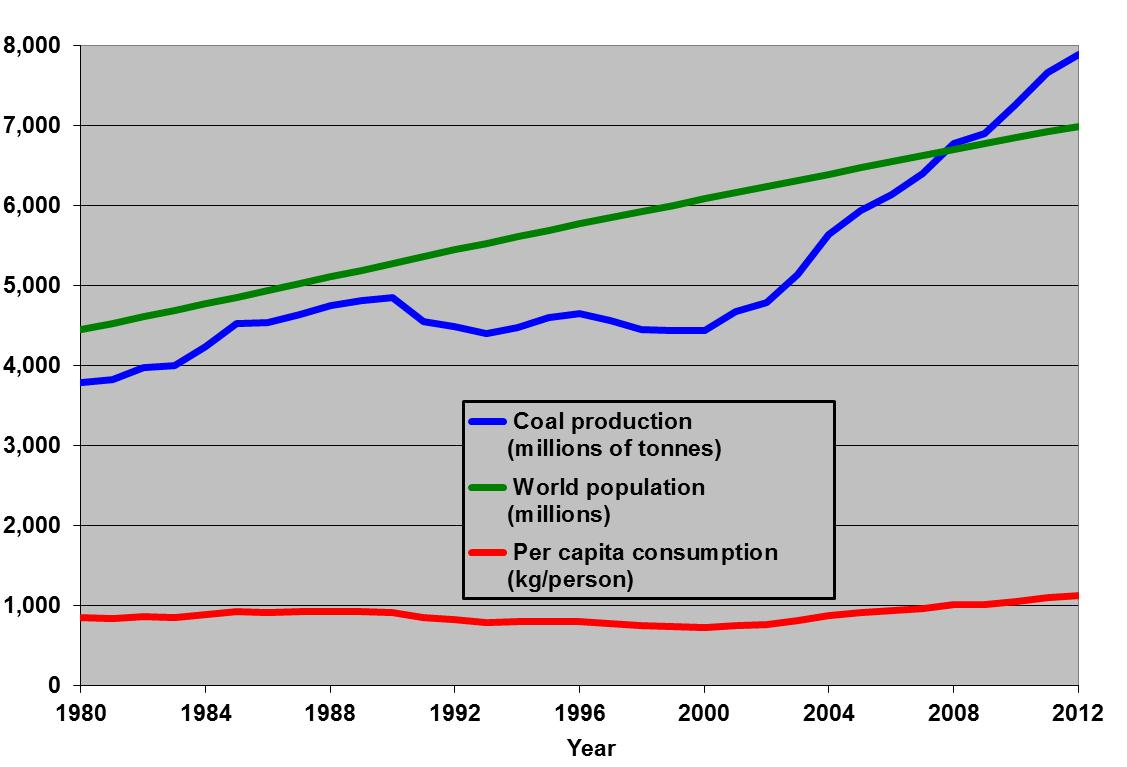 8,000
7,000
6,000
5,000
4,000
3,000
2,000
1,000
0
Coal production
(millions of tonnes)
World population
(millions)
Per capita consumption
(kg/person)
1980 1984 1988 1992 1996 2000 2004 2008 2012
Year